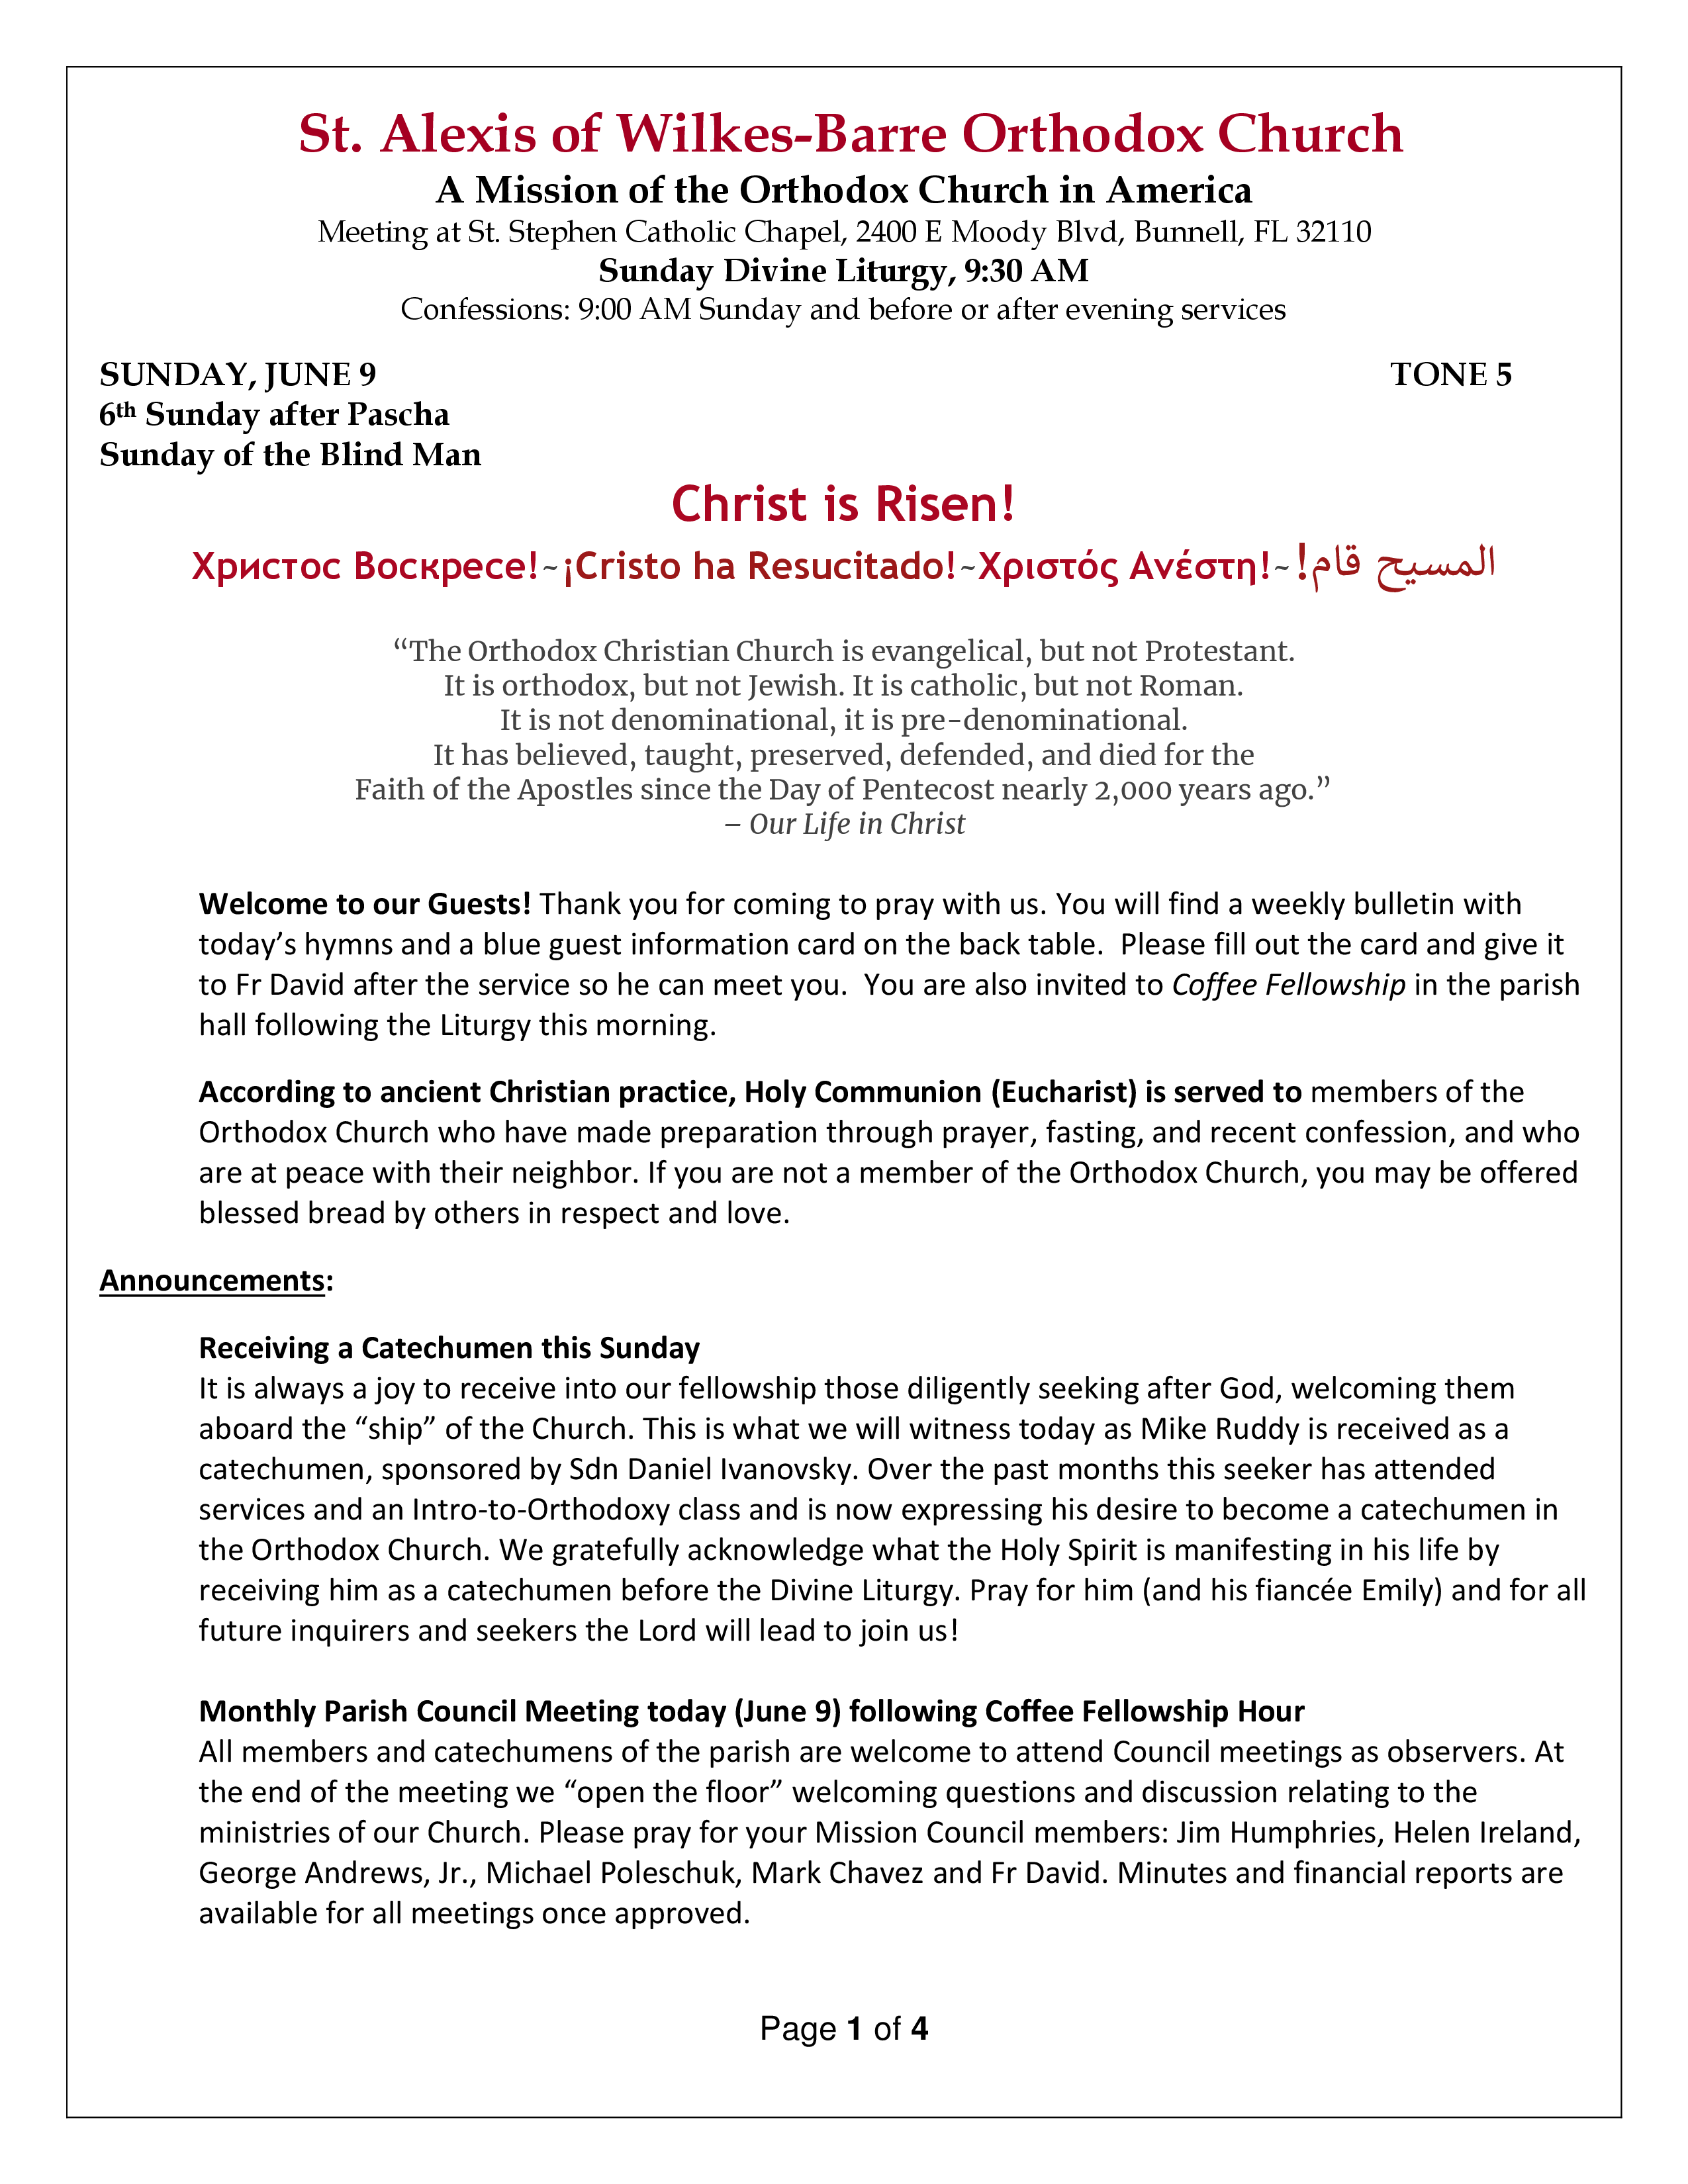 St. Alexis of Wilkes-Barre Orthodox Church
A Mission of the Orthodox Church in America
Meeting at St. Stephen Catholic Chapel, 2400 E Moody Blvd, Bunnell, FL 32110
Sunday Divine Liturgy, 9:30 AM
Confessions: 9:00 AM Sunday and before or after evening services
SUNDAY, JUNE 9 TONE 5
6th Sunday after Pascha
Sunday of the Blind Man
Christ is Risen!
Христос Воскресе!~¡Cristo ha Resucitado!~Χριστός Ανέστη!~المسيح قام!
“The Orthodox Christian Church is evangelical, but not Protestant.
It is orthodox, but not Jewish. It is catholic, but not Roman.
It is not denominational, it is pre-denominational.
It has believed, taught, preserved, defended, and died for the
Faith of the Apostles since the Day of Pentecost nearly 2,000 years ago.”
– Our Life in Christ
Welcome to our Guests! Thank you for coming to pray with us. You will find a weekly bulletin with
today’s hymns and a blue guest information card on the back table.  Please fill out the card and give it
to Fr David after the service so he can meet you.  You are also invited to Coffee Fellowship in the parish
hall following the Liturgy this morning.
According to ancient Christian practice, Holy Communion (Eucharist) is served to members of the
Orthodox Church who have made preparation through prayer, fasting, and recent confession, and who
are at peace with their neighbor. If you are not a member of the Orthodox Church, you may be offered
blessed bread by others in respect and love.
Announcements:
Receiving a Catechumen this Sunday
It is always a joy to receive into our fellowship those diligently seeking after God, welcoming them
aboard the “ship” of the Church. This is what we will witness today as Mike Ruddy is received as a
catechumen, sponsored by Sdn Daniel Ivanovsky. Over the past months this seeker has attended
services and an Intro-to-Orthodoxy class and is now expressing his desire to become a catechumen in
the Orthodox Church. We gratefully acknowledge what the Holy Spirit is manifesting in his life by
receiving him as a catechumen before the Divine Liturgy. Pray for him (and his fiancée Emily) and for all
future inquirers and seekers the Lord will lead to join us!
Monthly Parish Council Meeting today (June 9) following Coffee Fellowship Hour
All members and catechumens of the parish are welcome to attend Council meetings as observers. At
the end of the meeting we “open the floor” welcoming questions and discussion relating to the
ministries of our Church. Please pray for your Mission Council members: Jim Humphries, Helen Ireland,
George Andrews, Jr., Michael Poleschuk, Mark Chavez and Fr David. Minutes and financial reports are
available for all meetings once approved.
Page 1 of 4